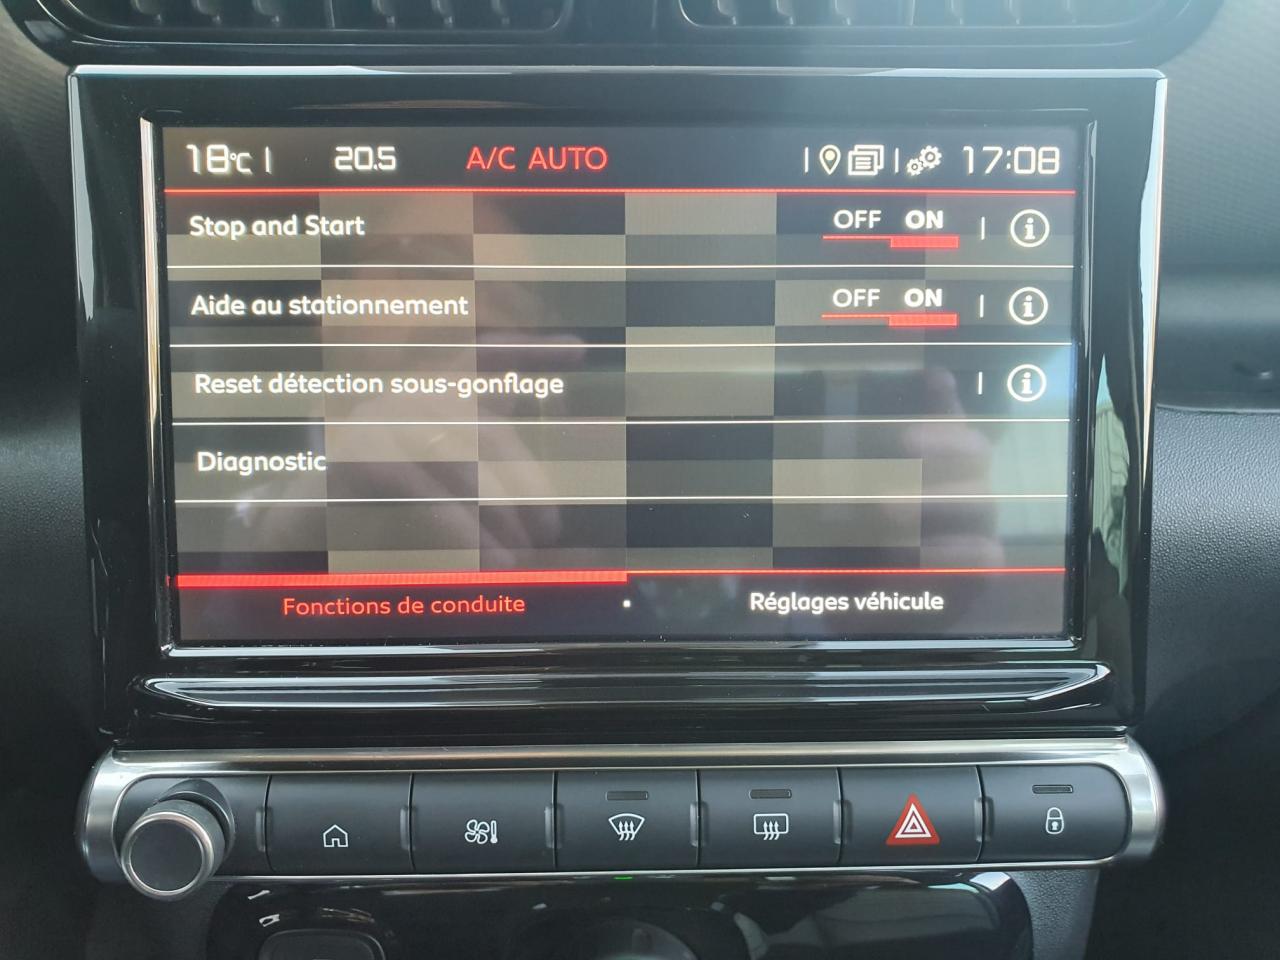 18°C 20.5 A/C AUTO 17:08
Stop and Start OFF ON i
Aide au stationnement OFF ON i
Reset détection sous-gonflage i
Diagnostic
Fonctions de conduite Réglages véhicule